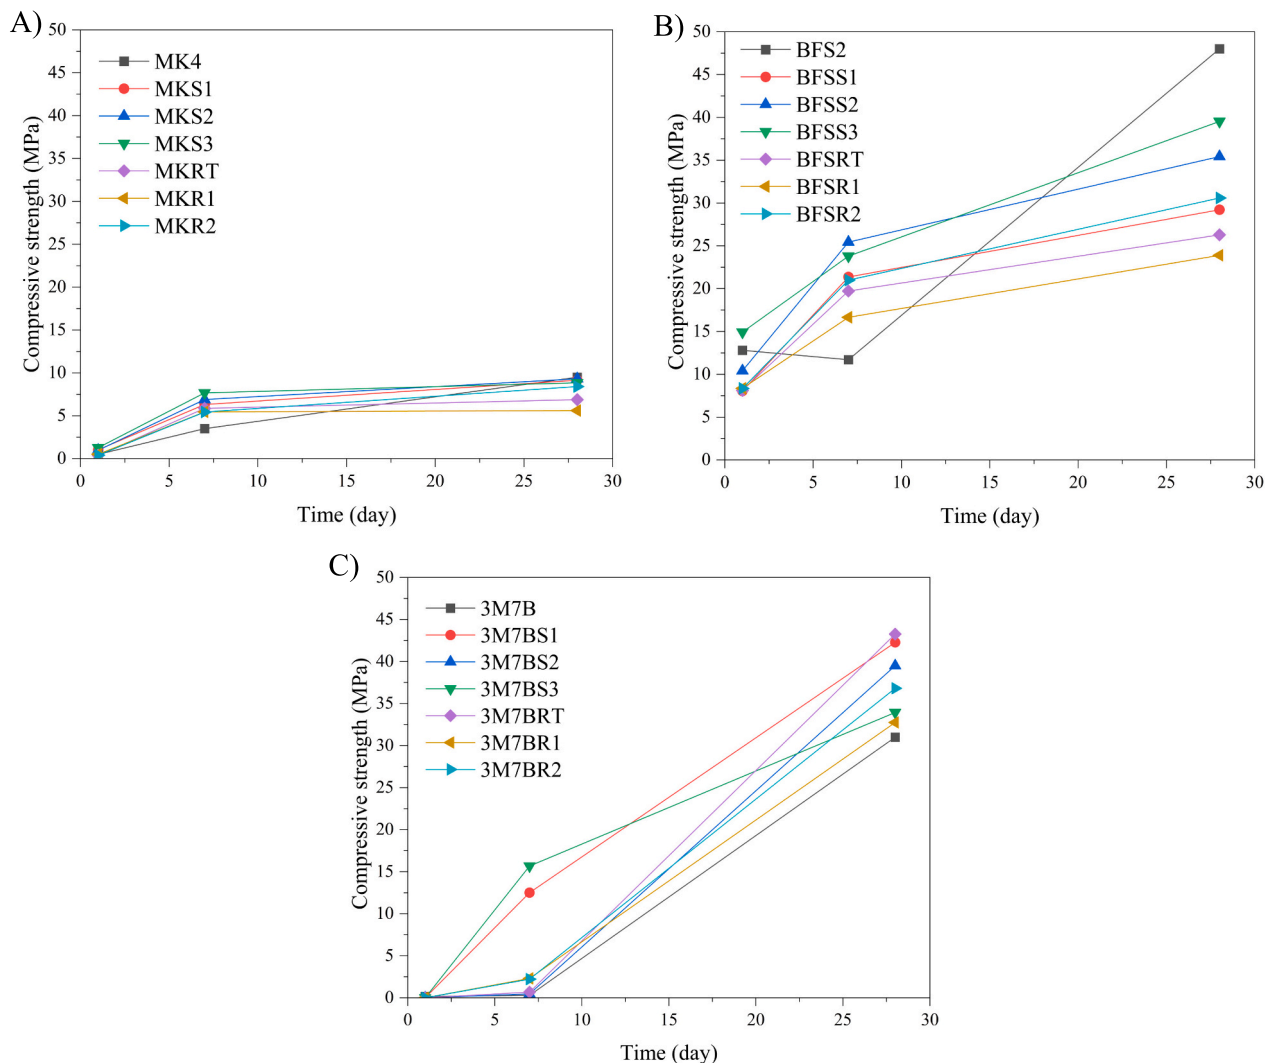 A)
50
45
40
35
30
25
20
15
10
5
0
Compressive strength (MPa)
MK4
MKS1
MKS2
MKS3
MKRT
MKR1
MKR2
0 5 10 15 20 25 30
Time (day)
B)
50
45
40
35
30
25
20
15
10
5
0
Compressive strength (MPa)
BFS2
BFSS1
BFSS2
BFSS3
BFSRT
BFSR1
BFSR2
0 5 10 15 20 25 30
Time (day)
C)
50
45
40
35
30
25
20
15
10
5
0
Compressive strength (MPa)
3M7B
3M7BS1
3M7BS2
3M7BS3
3M7BRT
3M7BR1
3M7BR2
0 5 10 15 20 25 30
Time (day)